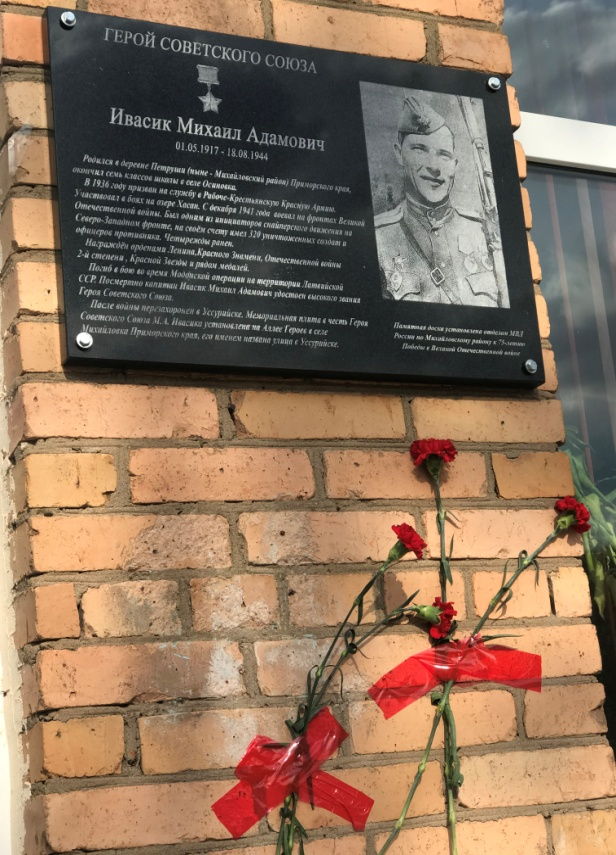 ГЕРОЙ СОВЕТСКОГО СОЮЗА
Ивасик Михаил Адамович
01.05.1917 - 18.08.1944
Родился в деревне Петруши (ныне - Михайловский район) Приморского края,
окончил семь классов школы в селе Осиновка.
В 1936 году призван на службу в Рабоче-Крестьянскую Красную Армию.
Участвовал в боях на озере Хасан. С декабря 1941 года воевал на фронтах Великой
Отечественной войны. Был одним из инициаторов снайперского движения на
Северо-Западном фронте, на своём счету имел 320 уничтоженных солдат и
офицеров противника. Четырежды ранен.
Награждён орденами Ленина, Красного Знамени, Отечественной войны
2-й степени, Красной Звезды и рядом медалей.
Погиб в бою во время Модонской операции на территории Латвийской
ССР. Посмертно капитан Ивасик Михаил Адамович удостоен высокого звания
Героя Советского Союза.
После войны перезахоронен в Уссурийске. Мемориальная плита в честь Героя
Советского Союза М.А. Ивасика установлена на Аллее Героев в селе
Михайловка Приморского края, его именем названа улица в Уссурийске.
Памятная доска установлена отделом МВД
России по Михайловскому району к 75-летию
Победы в Великой Отечественной войне